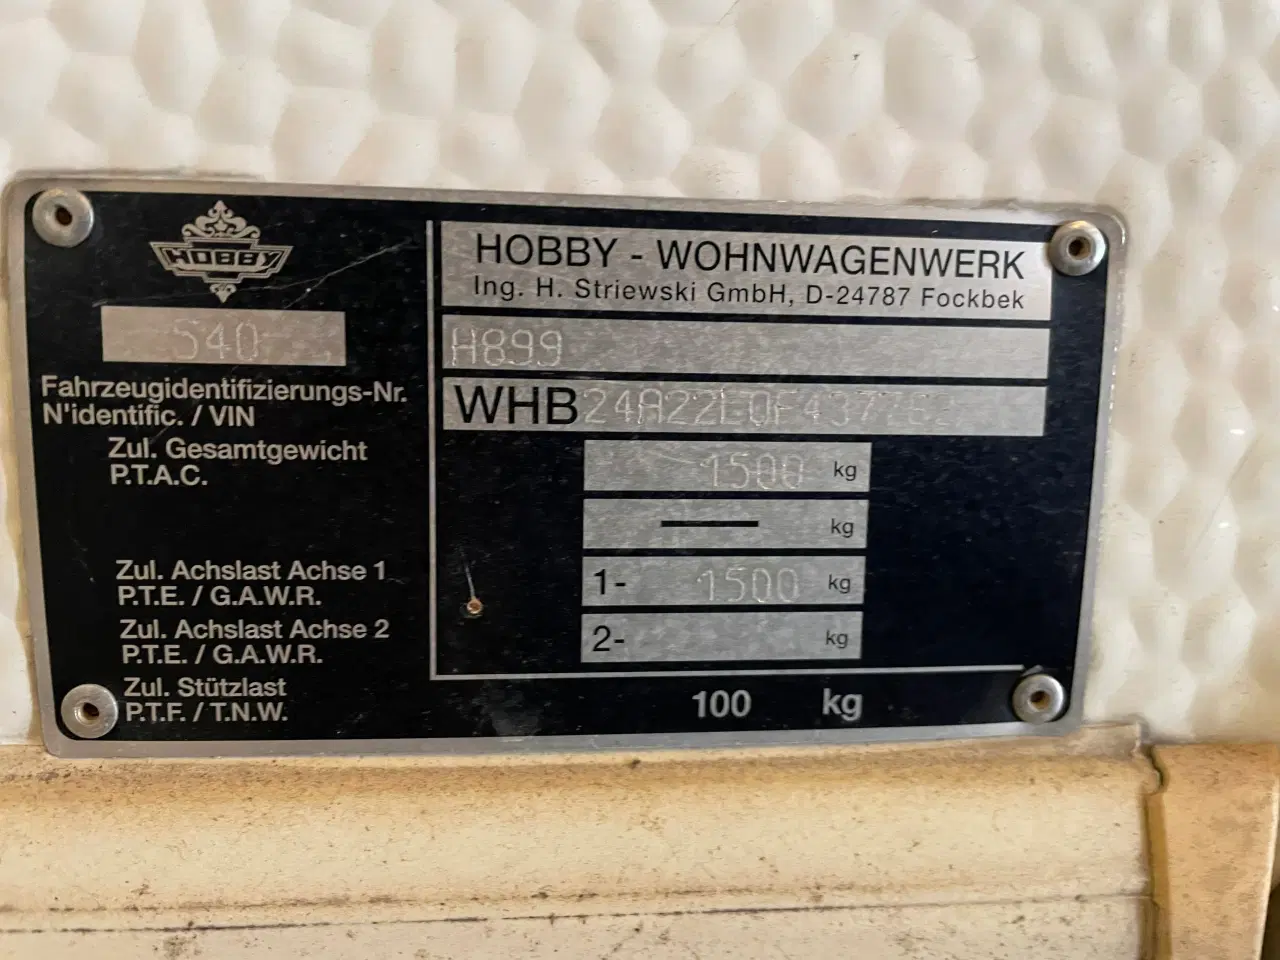 HOBBY
540
HOBBY - WOHNWAGENWERK
Ing. H. Striewski GmbH, D-24787 Fockbek
H899
Fahrzeugidentifizierungs-Nr.
N'identific. / VIN
WHB
Zul. Gesamtgewicht
P.T.A.C.
1500 kg
— kg
Zul. Achslast Achse 1
P.T.E. / G.A.W.R.
1- 1500 kg
Zul. Achslast Achse 2
P.T.E. / G.A.W.R.
2- kg
Zul. Stützlast
P.T.F. / T.N.W.
100 kg